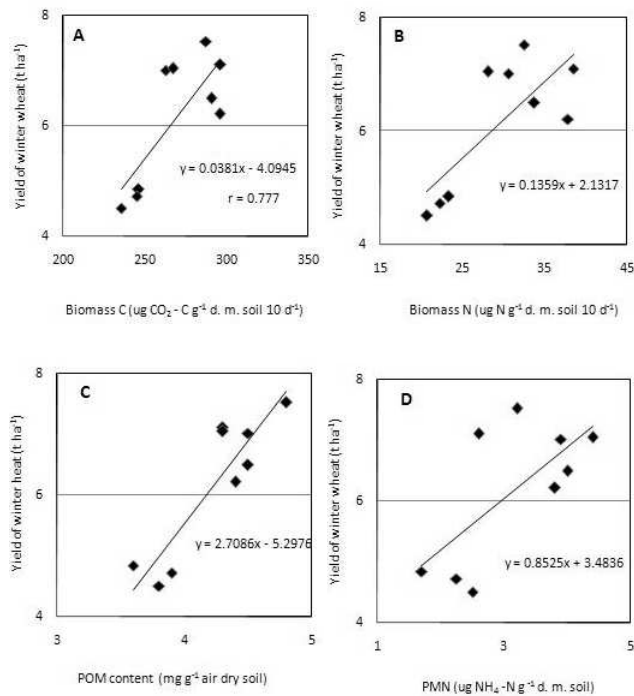 A
Yield of winter wheat (t ha⁻¹)
8
6
4
y = 0.0381x - 4.0945
r = 0.777
200 250 300 350
Biomass C (ug CO₂ - C g⁻¹ d. m. soil 10 d⁻¹)
B
Yield of winter wheat (t ha⁻¹)
8
6
4
y = 0.1359x + 2.1317
15 25 35 45
Biomass N (ug N g⁻¹ d. m. soil 10 d⁻¹)
C
Yield of winter heat (t ha⁻¹)
8
6
4
y = 2.7086x - 5.2976
3 4 5
POM content (mg g⁻¹ air dry soil)
D
Yield of winter wheat (t ha⁻¹)
8
6
4
y = 0.8525x + 3.4836
1 3 5
PMN (ug NH₄ -N g⁻¹ d. m. soil)